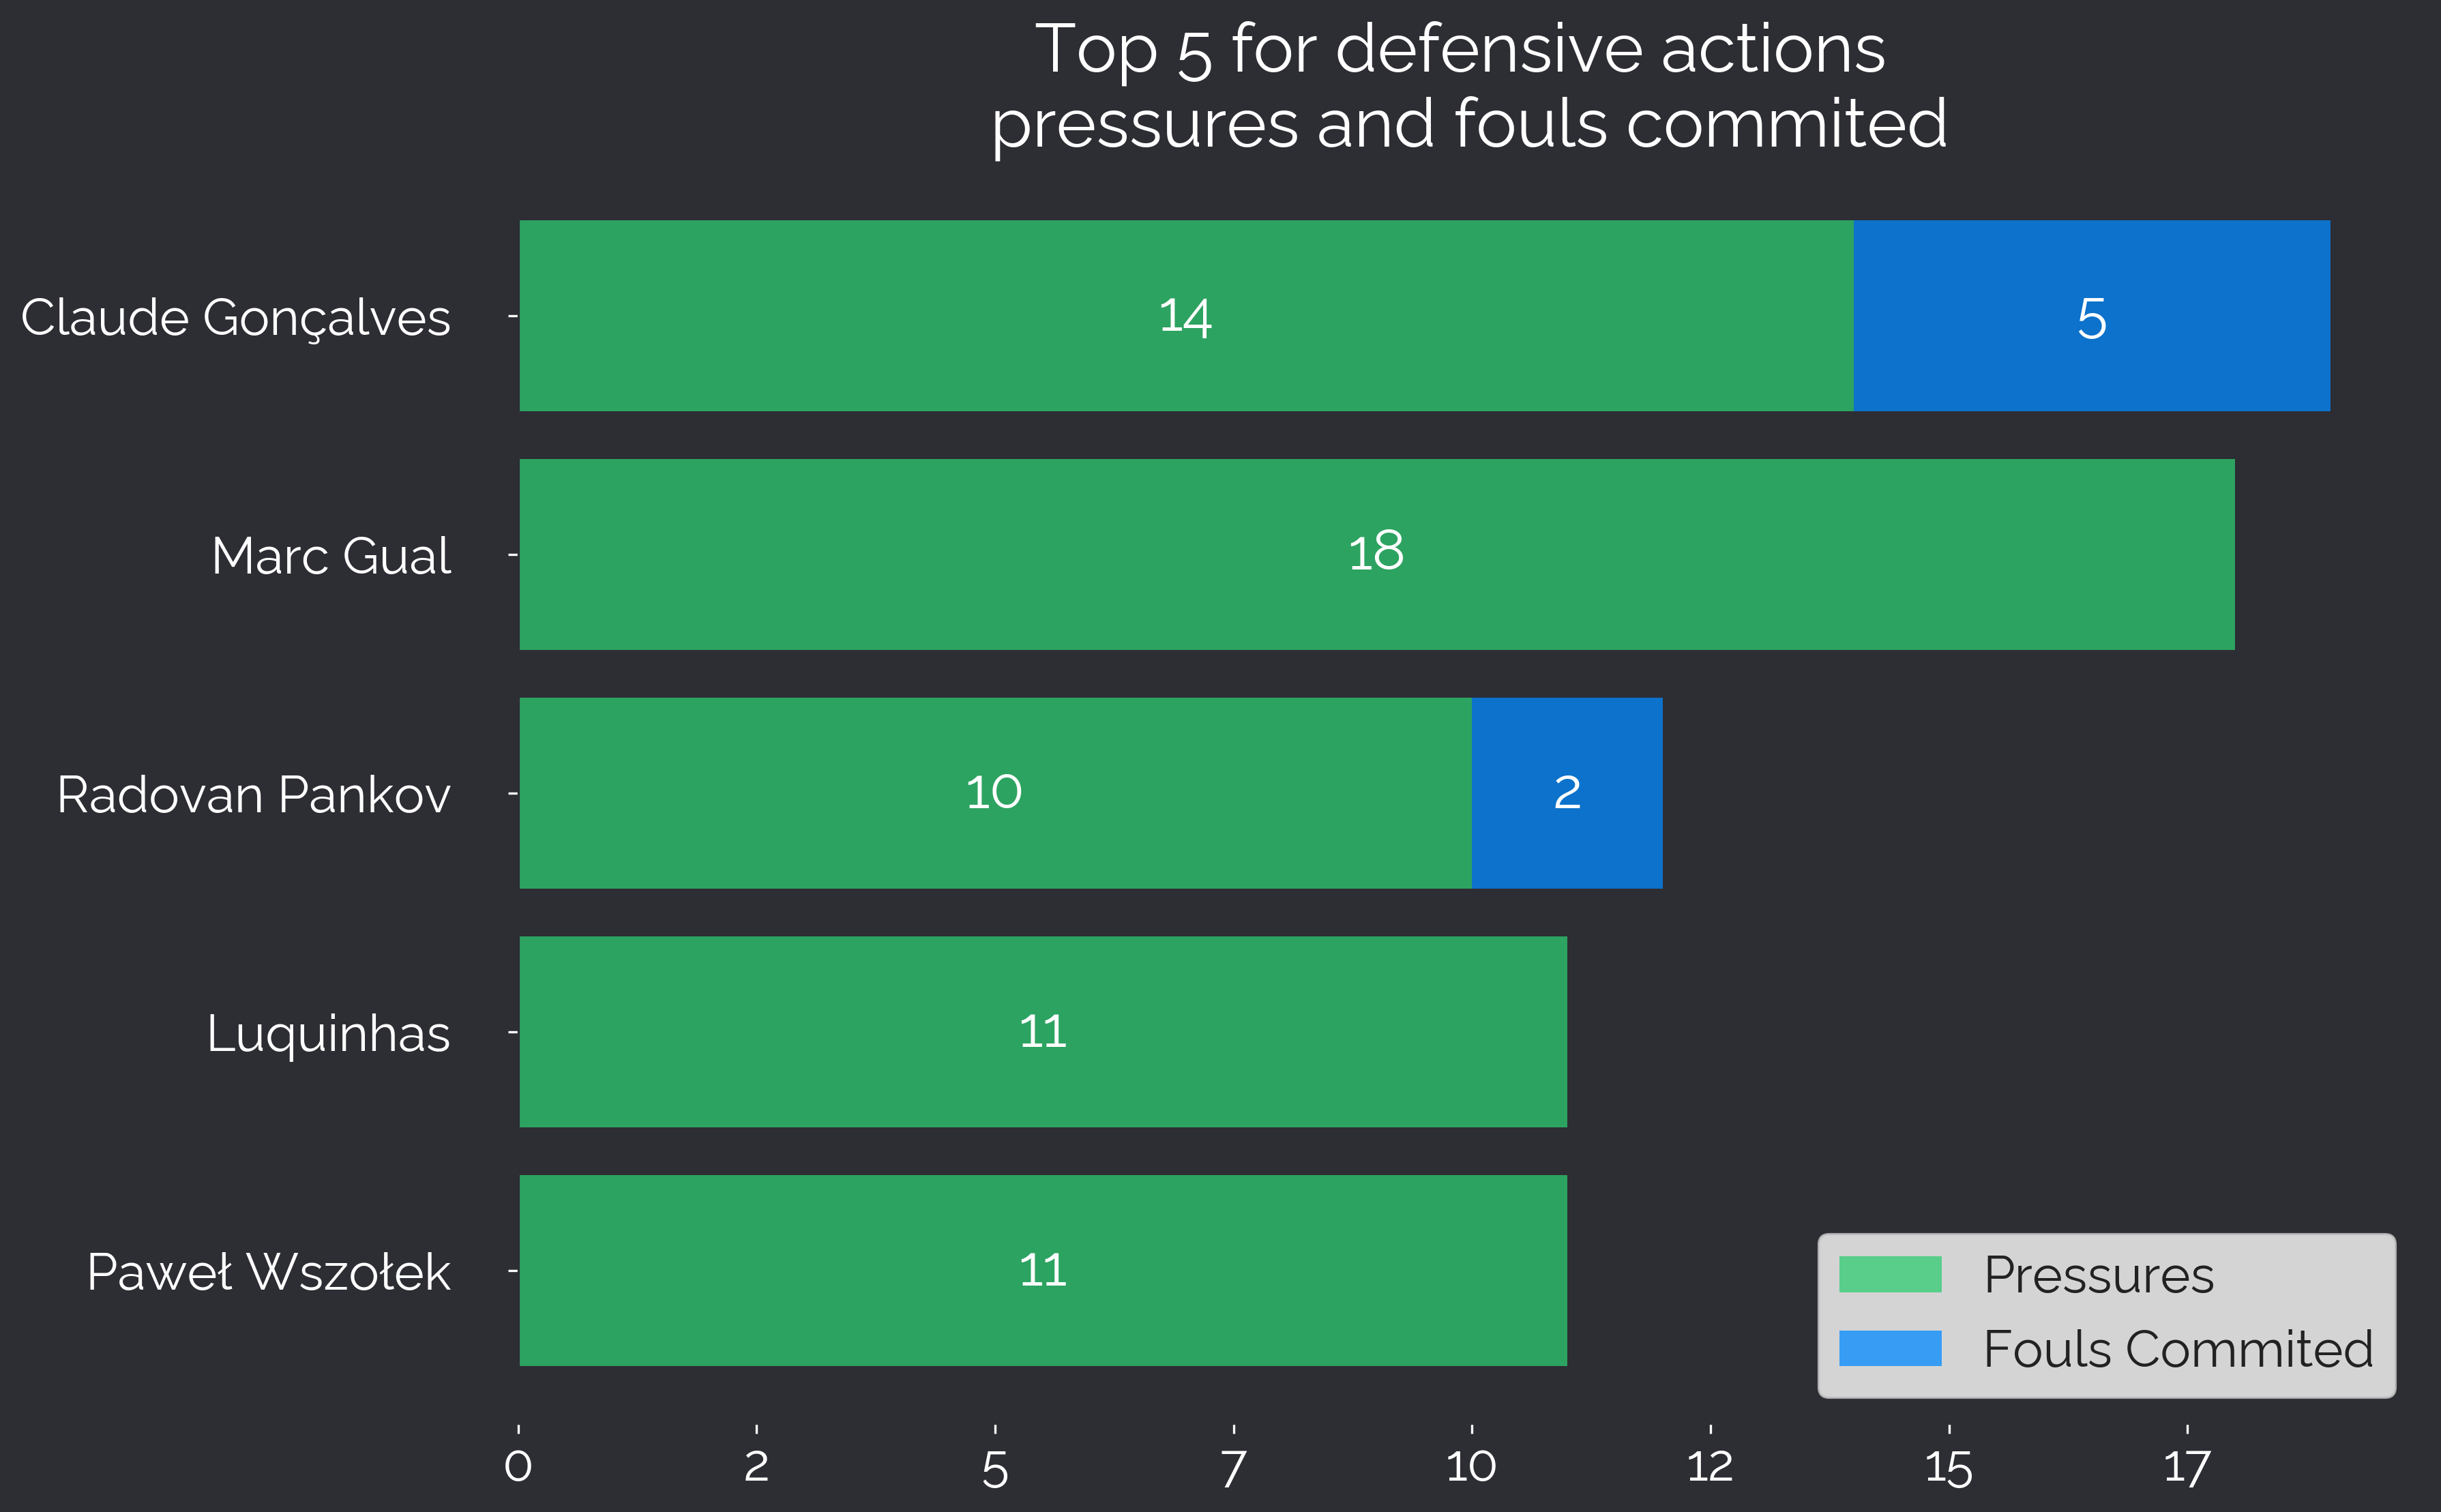 Top 5 for defensive actions
pressures and fouls commited
Claude Gonçalves
14
5
Marc Gual
18
Radovan Pankov
10
2
Luquinhas
11
Paweł Wszołek
11
Pressures
Fouls Commited
0 2 5 7 10 12 15 17